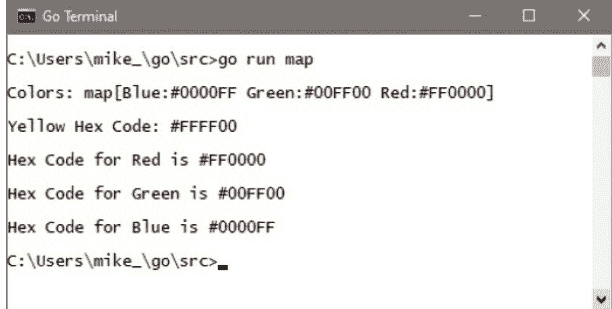 Go Terminal
C:\Users\mike_\go\src>go run map
Colors: map[Blue:#0000FF Green:#00FF00 Red:#FF0000]
Yellow Hex Code: #FFFF00
Hex Code for Red is #FF0000
Hex Code for Green is #00FF00
Hex Code for Blue is #0000FF
C:\Users\mike_\go\src>